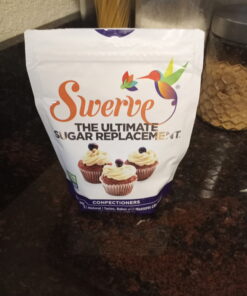 Swerve
THE ULTIMATE
SUGAR REPLACEMENT
CONFECTIONERS